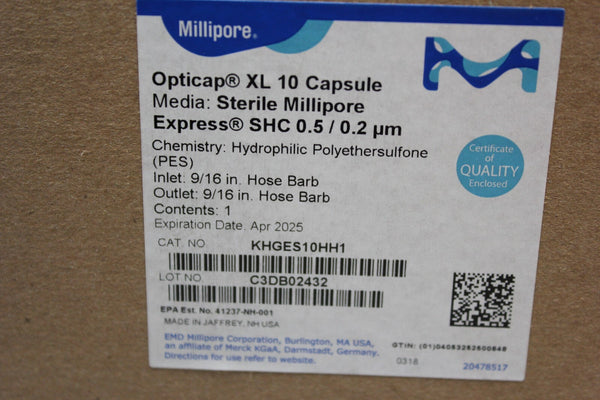 Millipore®
Opticap® XL 10 Capsule
Media: Sterile Millipore
Express® SHC 0.5 / 0.2 µm
Chemistry: Hydrophilic Polyethersulfone
(PES)
Inlet: 9/16 in. Hose Barb
Outlet: 9/16 in. Hose Barb
Contents: 1
Expiration Date. Apr 2025
CAT. NO. KHGES10HH1
LOT NO. C3DB02432
EPA Est. No. 41237-NH-001
MADE IN JAFFREY, NH USA
EMD Millipore Corporation, Burlington, MA USA,
an affiliate of Merck KGaA, Darmstadt, Germany.
Directions for use refer to website.
Certificate
of
QUALITY
Enclosed
GTIN: (01)04053252600848
0318
20478517